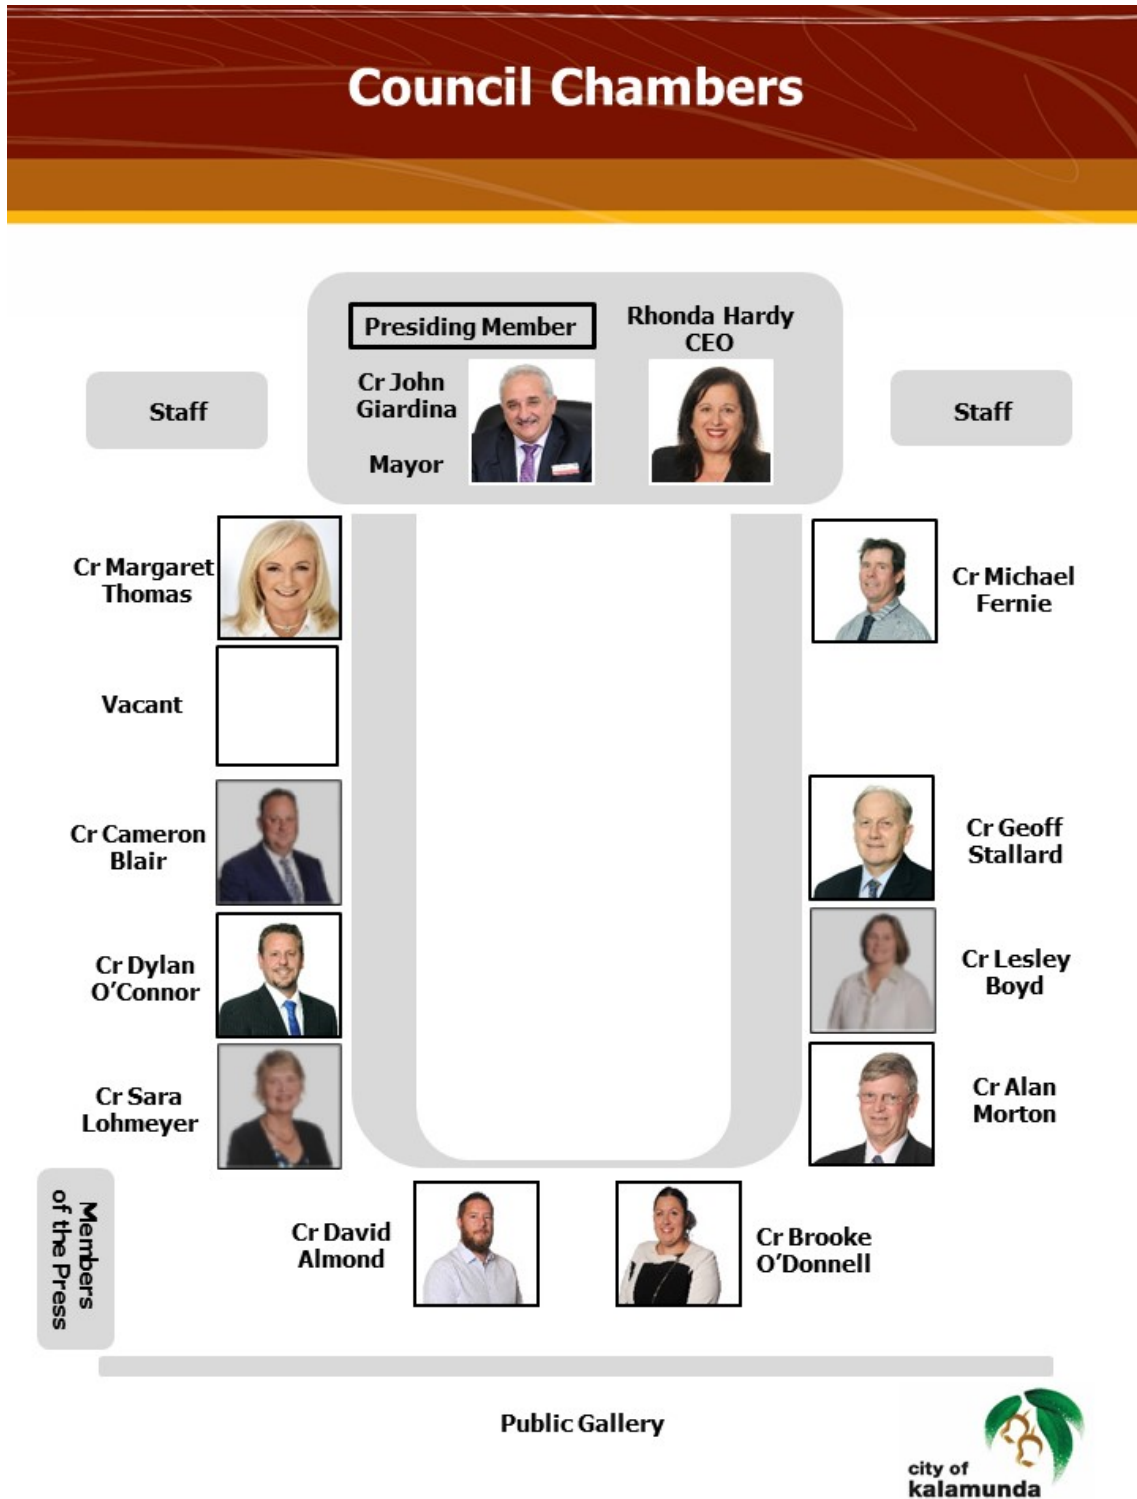 Council Chambers
Presiding Member
Cr John
Giardina
Mayor
Rhonda Hardy
CEO
Staff
Staff
Cr Margaret
Thomas
Cr Michael
Fernie
Vacant
Cr Cameron
Blair
Cr Geoff
Stallard
Cr Dylan
O'Connor
Cr Lesley
Boyd
Cr Sara
Lohmeyer
Cr Alan
Morton
Members
of the Press
Cr David
Almond
Cr Brooke
O'Donnell
Public Gallery
city of
kalamunda